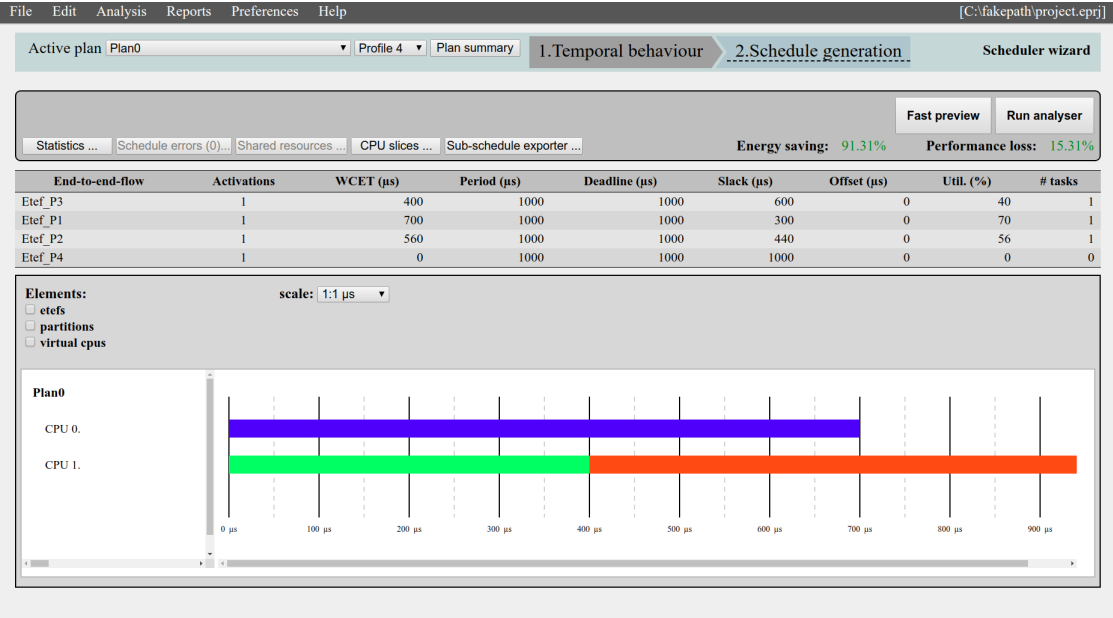 File Edit Analysis Reports Preferences Help [C:\fakepath\project.eprj]
Active plan Plan0 Profile 4 Plan summary 1.Temporal behaviour 2.Schedule generation Scheduler wizard
Fast preview Run analyser
Statistics ... Schedule errors (0)... Shared resources ... CPU slices ... Sub-schedule exporter ... Energy saving: 91.31% Performance loss: 15.31%
End-to-end-flow Activations WCET (µs) Period (µs) Deadline (µs) Slack (µs) Offset (µs) Util. (%) # tasks
Etef_P3 1 400 1000 1000 600 0 40 1
Etef_P1 1 700 1000 1000 300 0 70 1
Etef_P2 1 560 1000 1000 440 0 56 1
Etef_P4 1 0 1000 1000 1000 0 0 0
Elements: scale: 1:1 µs
etefs
partitions
virtual cpus
Plan0
CPU 0.
CPU 1.
0 µs 100 µs 200 µs 300 µs 400 µs 500 µs 600 µs 700 µs 800 µs 900 µs